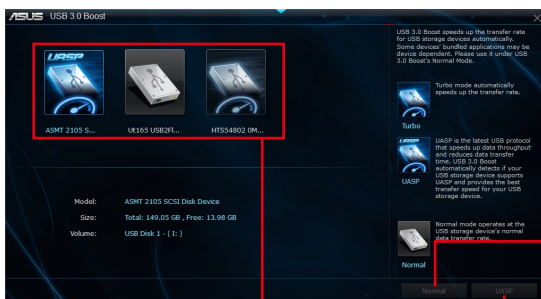 ASUS USB 3.0 Boost
UASP
ASMT 2105 S...
Ut165 USB2Fl...
HTS54802 0M...
Model: ASMT 2105 SCSI Disk Device
Size: Total: 149.05 GB , Free: 13.98 GB
Volume: USB Disk 1 - ( I: )
USB 3.0 Boost speeds up the transfer rate
for USB storage devices automatically.
Some devices' bundled applications may be
device dependent. Please use it under USB
3.0 Boost's Normal Mode.
Turbo mode automatically
speeds up the transfer rate.
Turbo
UASP is the latest USB protocol
that speeds up data throughput
and reduces data transfer
time. USB 3.0 Boost
automatically detects if your
USB storage device supports
UASP and provides the best
transfer speed for your USB
storage device.
UASP
UASP
Normal mode operates at the
USB storage device's normal
data transfer rate.
Normal
Normal
UASP